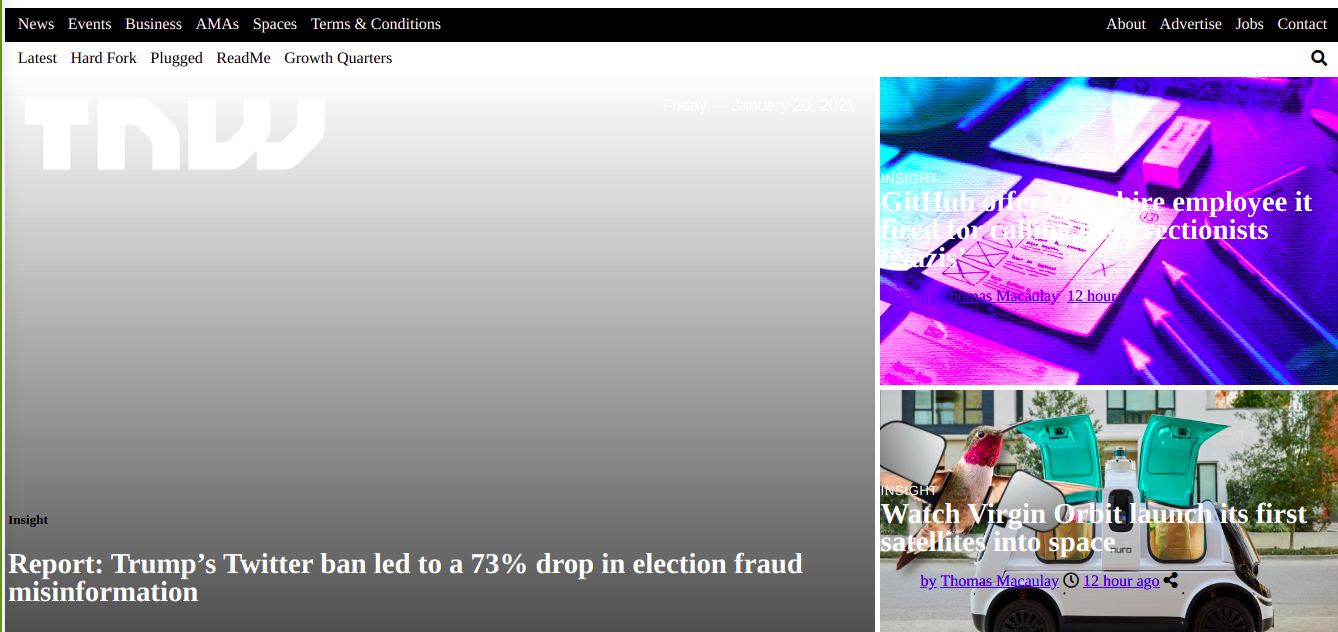 News Events Business AMAs Spaces Terms & Conditions About Advertise Jobs Contact
Latest Hard Fork Plugged ReadMe Growth Quarters
TNW
Friday — January 20, 2021
Insight
Report: Trump’s Twitter ban led to a 73% drop in election fraud
misinformation
INSIGHT
GitHub offers to rehire employee it
fired for calling insurrectionists
‘Nazis’
by Thomas Macaulay 12 hour ago
INSIGHT
Watch Virgin Orbit launch its first
satellites into space
nuro
by Thomas Macaulay 12 hour ago